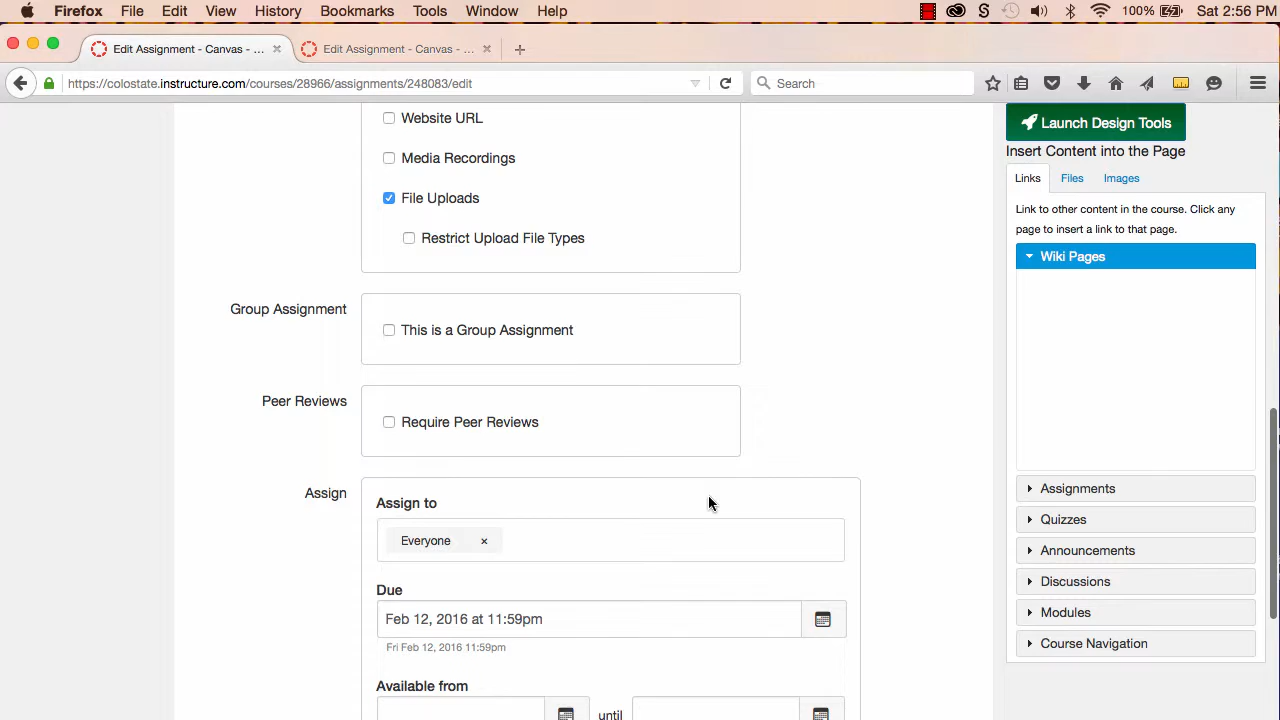 Firefox File Edit View History Bookmarks Tools Window Help 100% Sat 2:56 PM
Edit Assignment - Canvas - ... × Edit Assignment - Canvas - ... × +
https://colostate.instructure.com/courses/28966/assignments/248083/edit Search
Website URL
Media Recordings
File Uploads
Restrict Upload File Types
Group Assignment
This is a Group Assignment
Peer Reviews
Require Peer Reviews
Assign
Assign to
Everyone ×
Due
Feb 12, 2016 at 11:59pm
Fri Feb 12, 2016 11:59pm
Available from
until
Launch Design Tools
Insert Content into the Page
Links Files Images
Link to other content in the course. Click any
page to insert a link to that page.
Wiki Pages
Assignments
Quizzes
Announcements
Discussions
Modules
Course Navigation